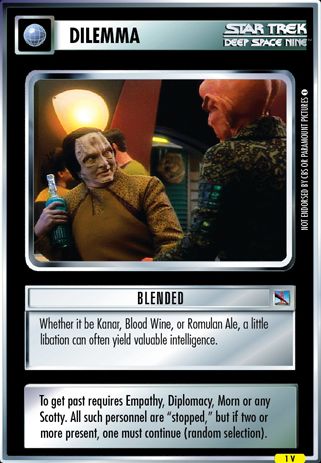 DILEMMA
STAR TREK
DEEP SPACE NINE
NOT ENDORSED BY CBS OR PARAMOUNT PICTURES
BLENDED
Whether it be Kanar, Blood Wine, or Romulan Ale, a little
libation can often yield valuable intelligence.
To get past requires Empathy, Diplomacy, Morn or any
Scotty. All such personnel are “stopped,” but if two or
more present, one must continue (random selection).
1 V